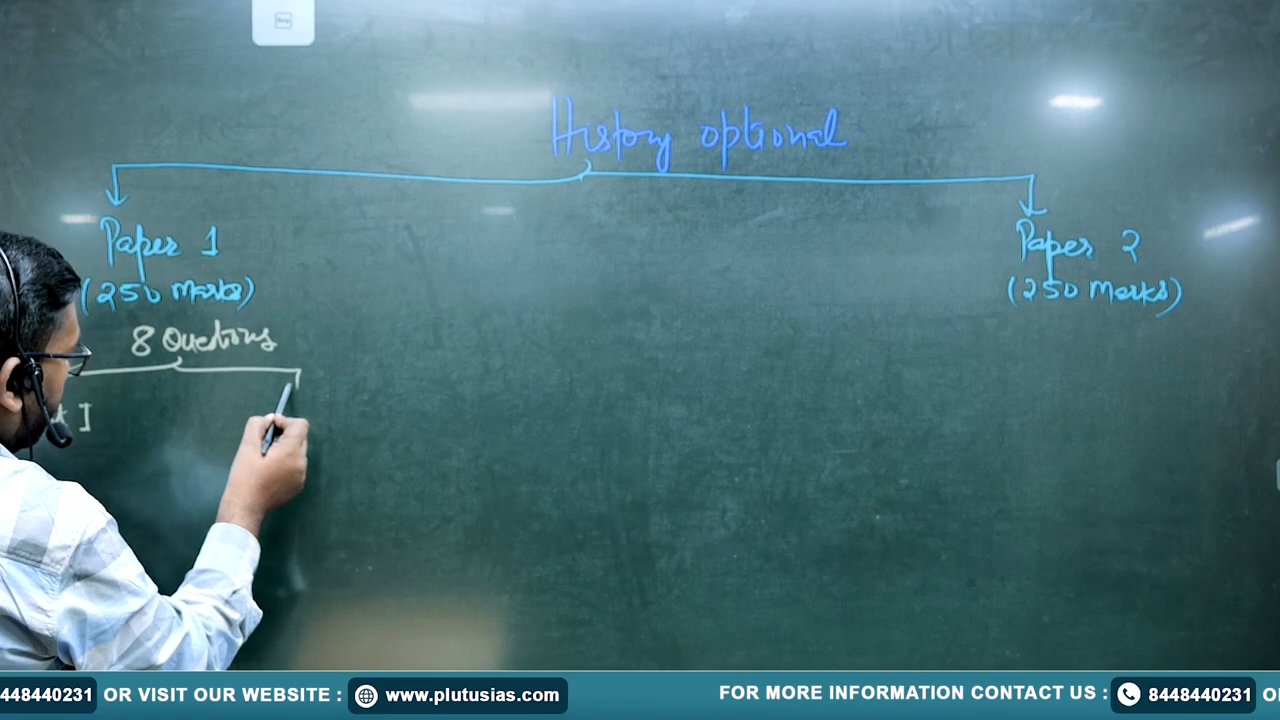 History optional
Paper 1
Paper 2
(250 Marks)
(250 Marks)
8 Questions
I
448440231 OR VISIT OUR WEBSITE : www.plutusias.com FOR MORE INFORMATION CONTACT US : 8448440231